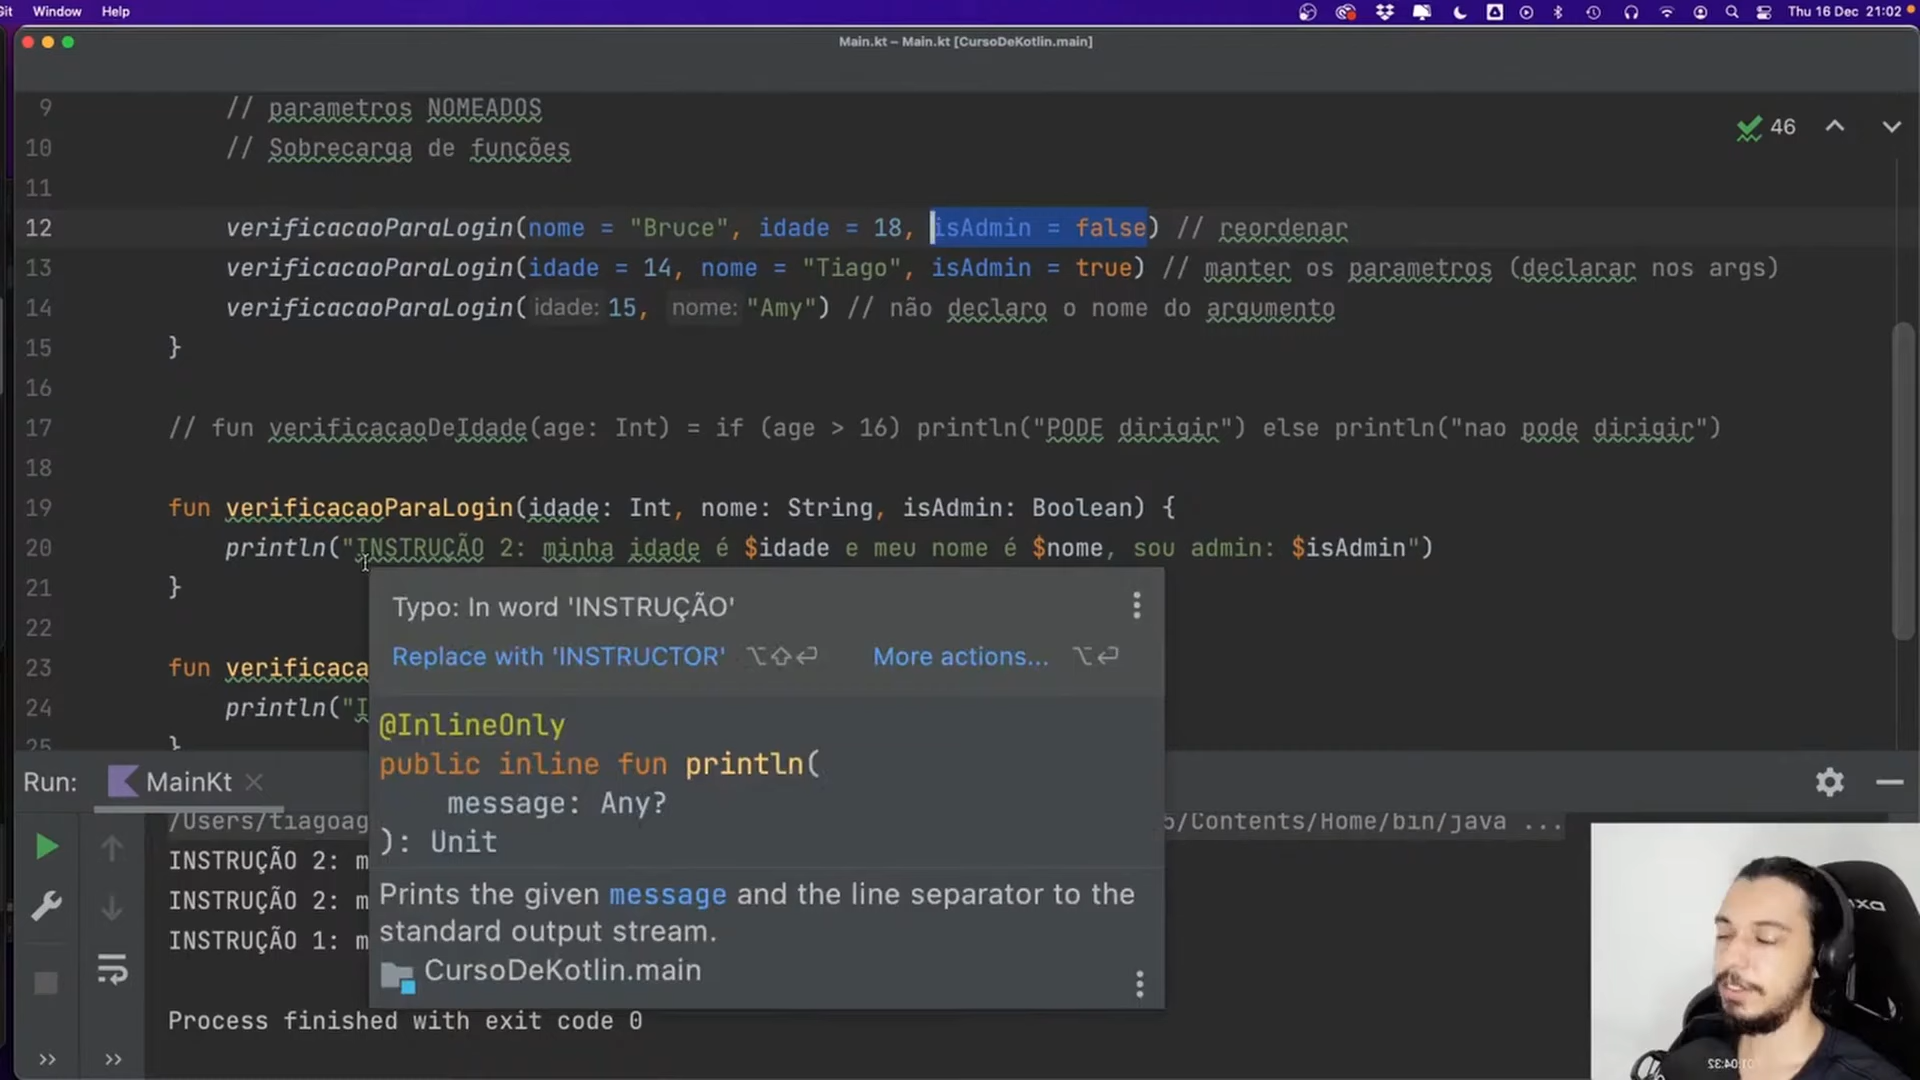 Git Window Help Thu 16 Dec 21:02
Main.kt – Main.kt [CursoDeKotlin.main]
9 // parametros NOMEADOS
46
10 // Sobrecarga de funções
11
12 verificacaoParaLogin(nome = "Bruce", idade = 18, isAdmin = false) // reordenar
13 verificacaoParaLogin(idade = 14, nome = "Tiago", isAdmin = true) // manter os parametros (declarar nos args)
14 verificacaoParaLogin(idade: 15, nome: "Amy") // não declaro o nome do argumento
15 }
16
17 // fun verificacaoDeIdade(age: Int) = if (age > 16) println("PODE dirigir") else println("nao pode dirigir")
18
19 fun verificacaoParaLogin(idade: Int, nome: String, isAdmin: Boolean) {
20 println("INSTRUÇÃO 2: minha idade é $idade e meu nome é $nome, sou admin: $isAdmin")
21 }
22
23 fun verificaca
24 println("I
25 }
Typo: In word 'INSTRUÇÃO'
Replace with 'INSTRUCTOR' ⌥⇧⏎ More actions... ⌥⏎
@InlineOnly
public inline fun println(
message: Any?
): Unit
Prints the given message and the line separator to the
standard output stream.
CursoDeKotlin.main
Run: MainKt
/Users/tiagoag 5/Contents/Home/bin/java ...
INSTRUÇÃO 2: m
INSTRUÇÃO 2: m
INSTRUÇÃO 1: m
Process finished with exit code 0